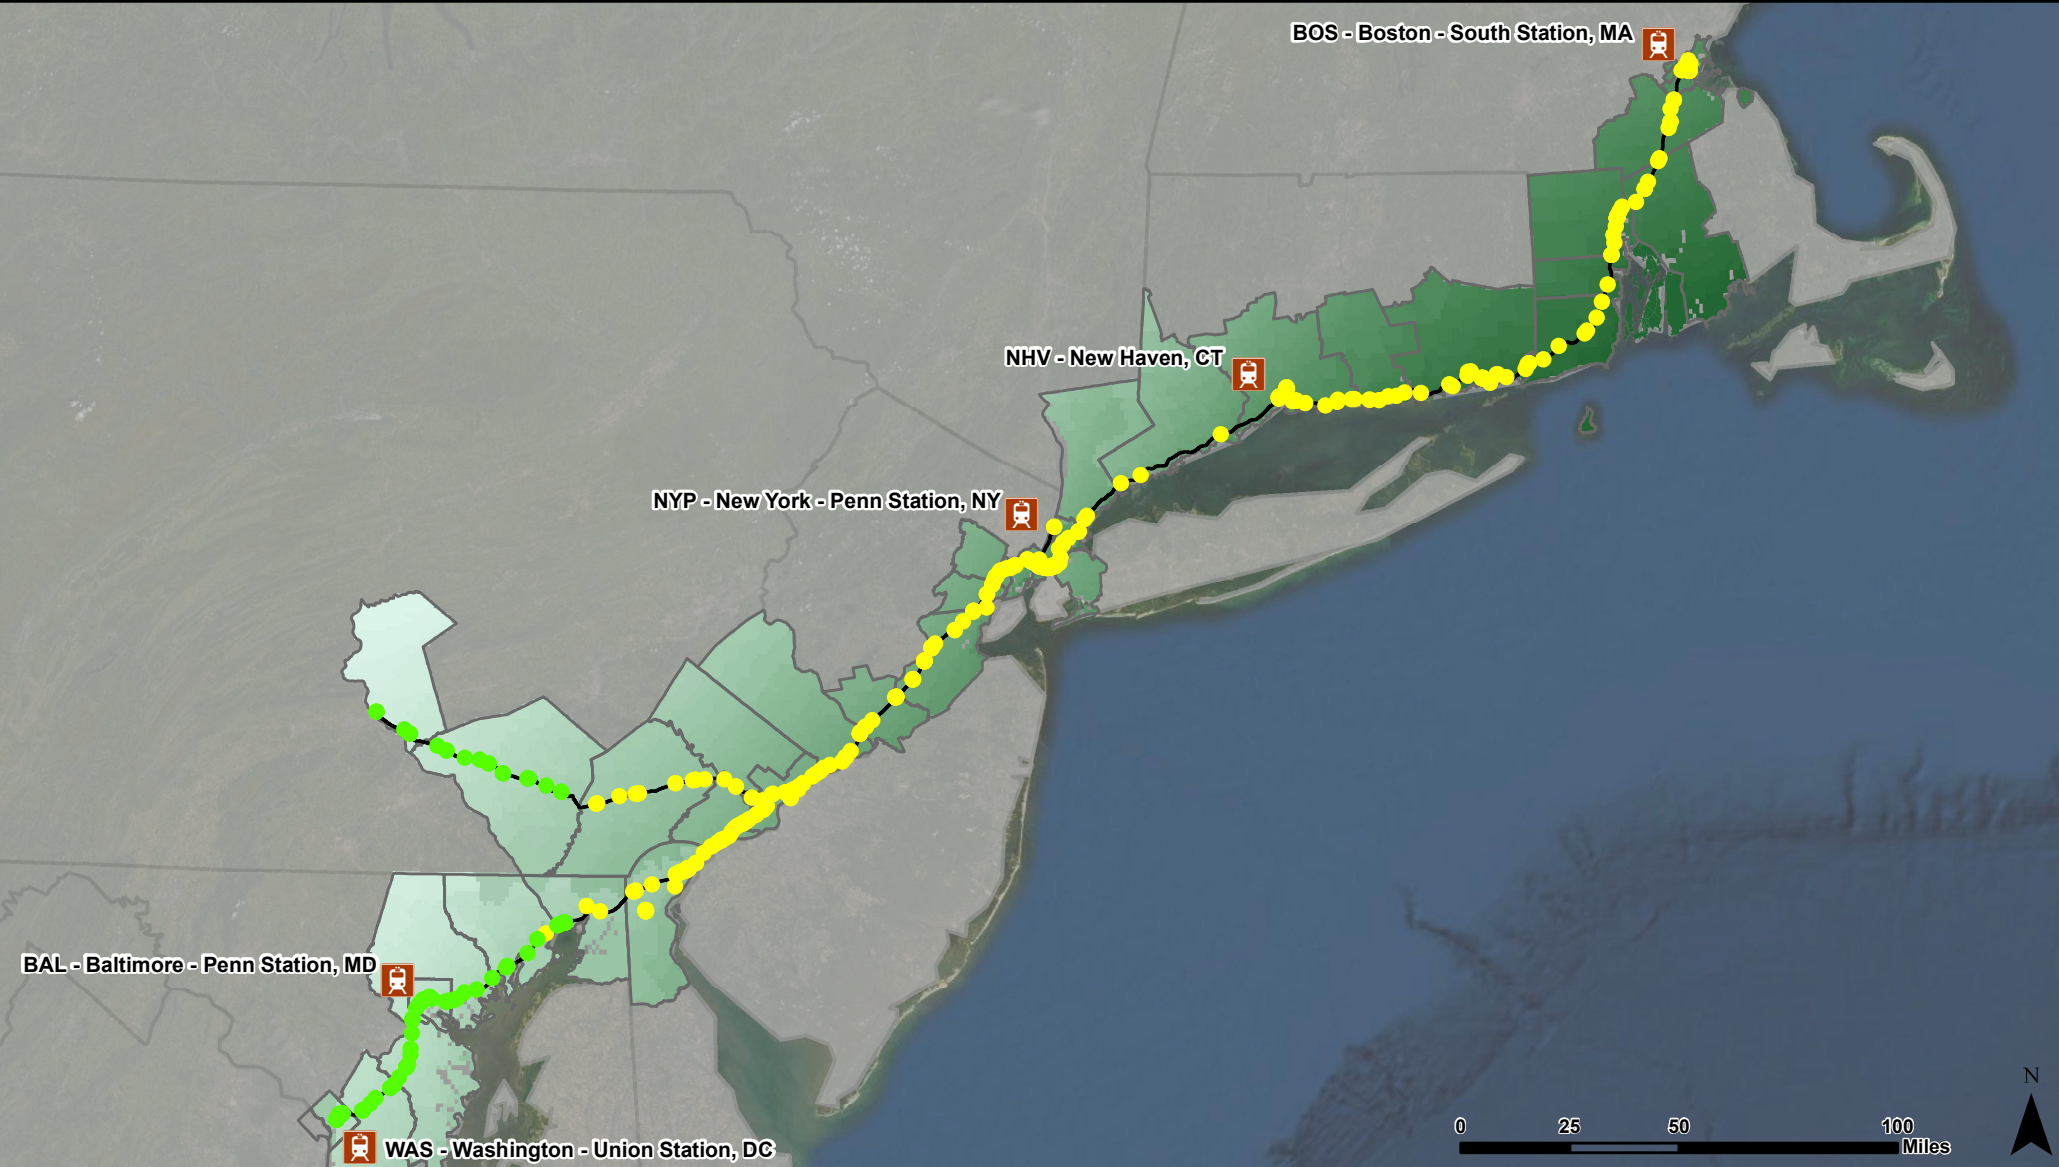 BOS - Boston - South Station, MA
NHV - New Haven, CT
NYP - New York - Penn Station, NY
BAL - Baltimore - Penn Station, MD
WAS - Washington - Union Station, DC
0 25 50 100
Miles
N